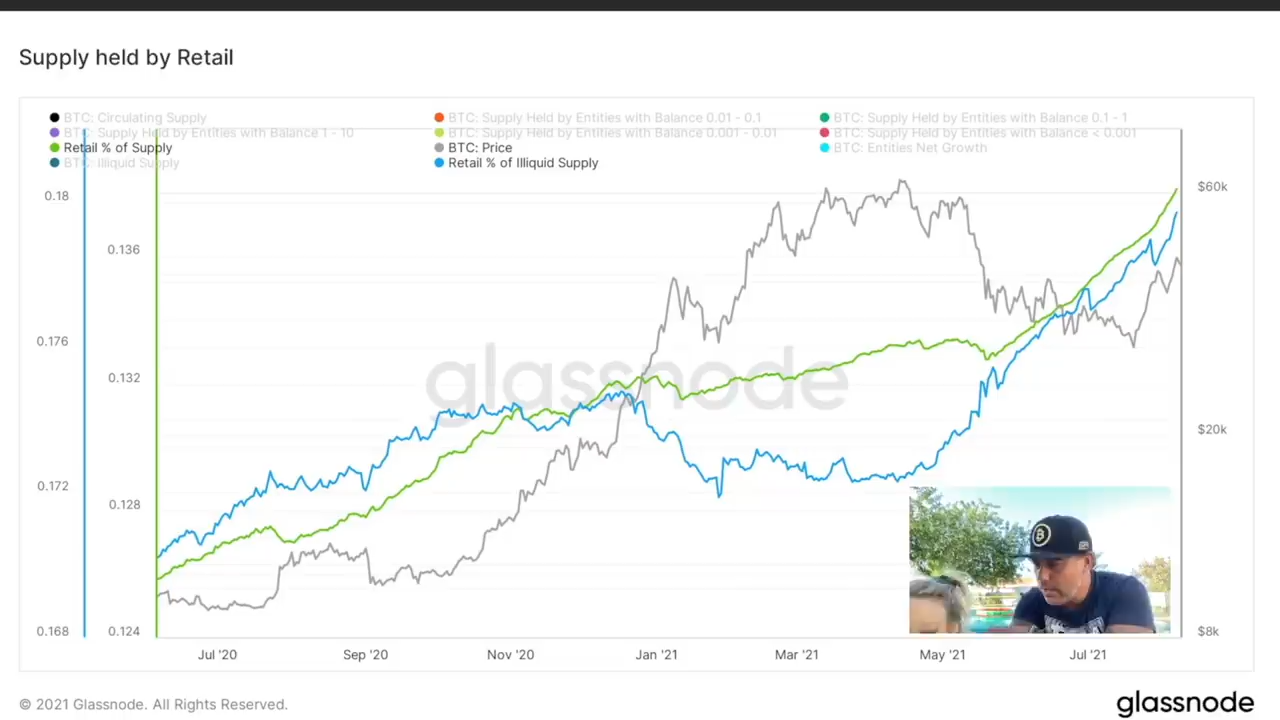 Supply held by Retail
BTC: Circulating Supply BTC: Supply Held by Entities with Balance 0.01 - 0.1 BTC: Supply Held by Entities with Balance 0.1 - 1
BTC: Supply Held by Entities with Balance 1 - 10 BTC: Supply Held by Entities with Balance 0.001 - 0.01 BTC: Supply Held by Entities with Balance < 0.001
Retail % of Supply BTC: Price BTC: Entities Net Growth
BTC: Illiquid Supply Retail % of Illiquid Supply
0.18
0.176
0.172
0.168
0.136
0.132
0.128
0.124
glassnode
$60k
$20k
$8k
Jul '20 Sep '20 Nov '20 Jan '21 Mar '21 May '21 Jul '21
© 2021 Glassnode. All Rights Reserved.
glassnode